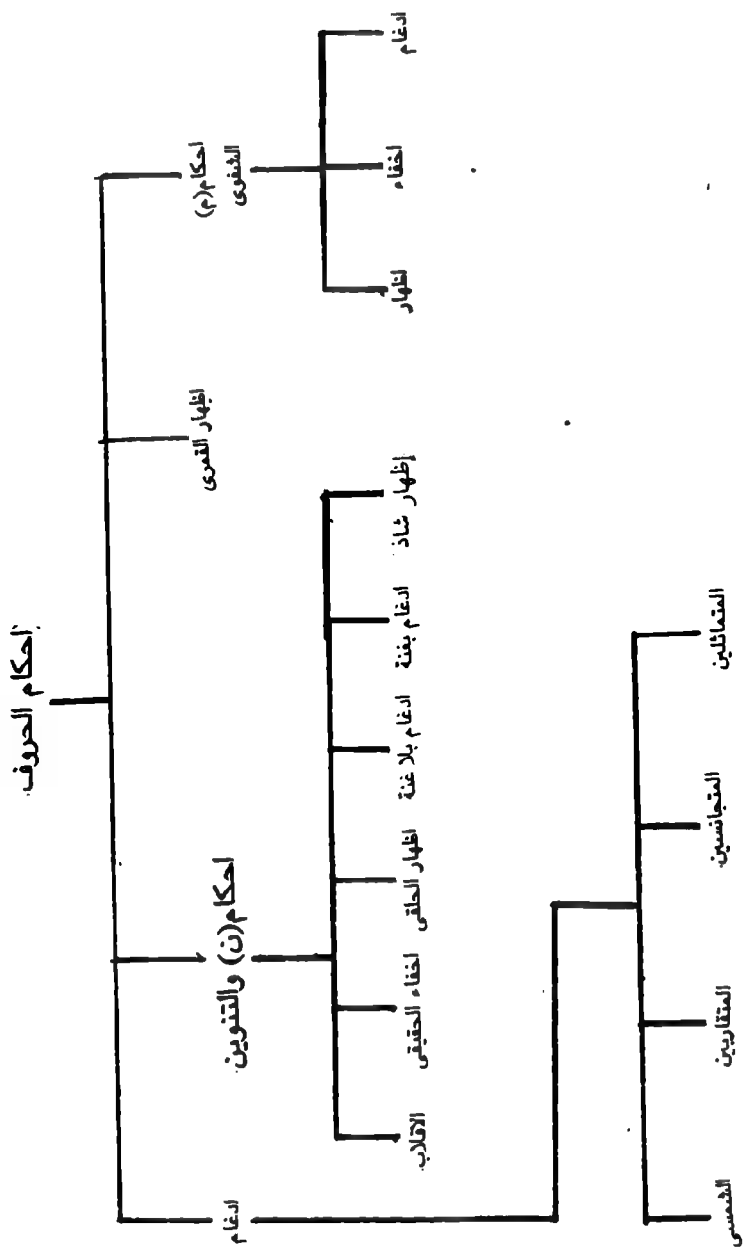 احكام الحروف.
احكام (م)
الشفوى
ادغام
اخفاء
اظهار
اظهار القمرى
احكام (ن) والتنوين.
إظهار شاذ
ادغام بغنة
ادغام بلا غنة
اظهار الحلقى
اخفاء الحقيقى
الاقلاب.
ادغام
المتماثلين
المتجانسين.
المتقاربين
الشمسى